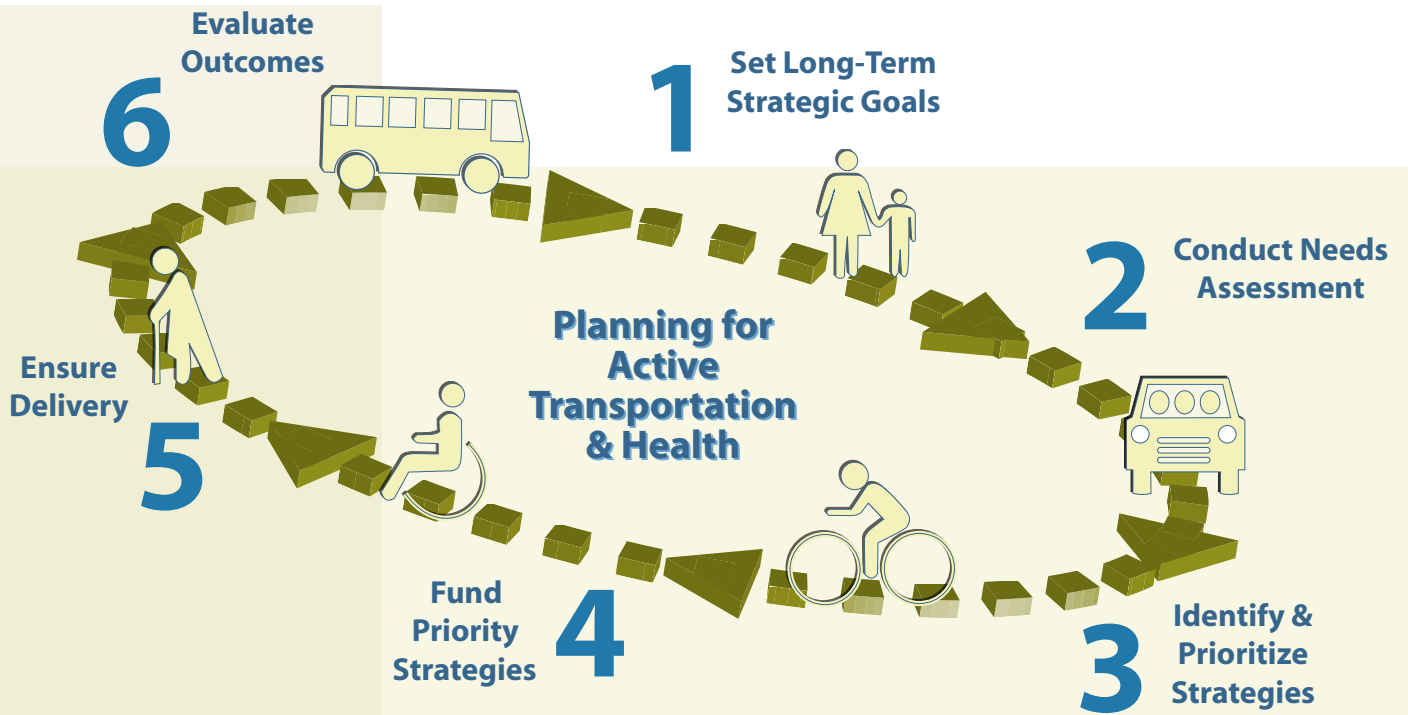 1
Set Long-Term
Strategic Goals
2
Conduct Needs
Assessment
3
Identify &
Prioritize
Strategies
4
Fund
Priority
Strategies
5
Ensure
Delivery
6
Evaluate
Outcomes
Planning for
Active
Transportation
& Health